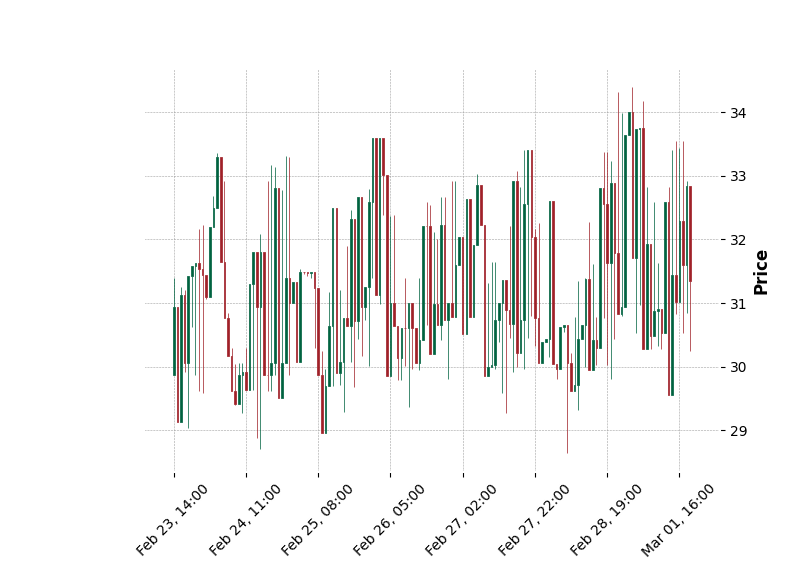 34
33
32
31
30
29
Price
Feb 23, 14:00
Feb 24, 11:00
Feb 25, 08:00
Feb 26, 05:00
Feb 27, 02:00
Feb 27, 22:00
Feb 28, 19:00
Mar 01, 16:00